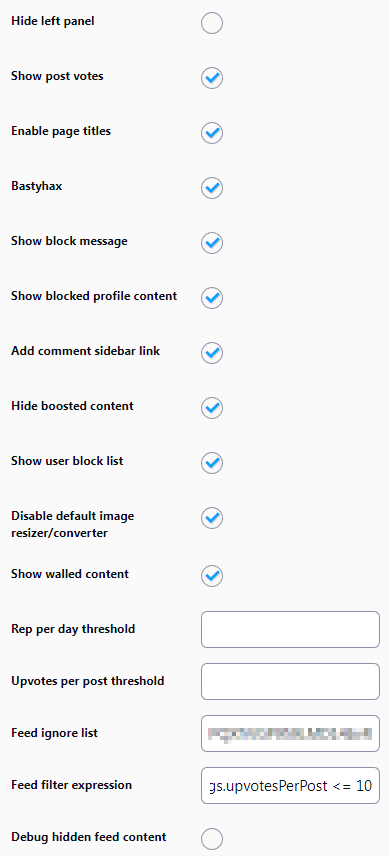 Hide left panel
Show post votes
Enable page titles
Bastyhax
Show block message
Show blocked profile content
Add comment sidebar link
Hide boosted content
Show user block list
Disable default image
resizer/converter
Show walled content
Rep per day threshold
Upvotes per post threshold
Feed ignore list
Feed filter expression gs.upvotesPerPost <= 10
Debug hidden feed content